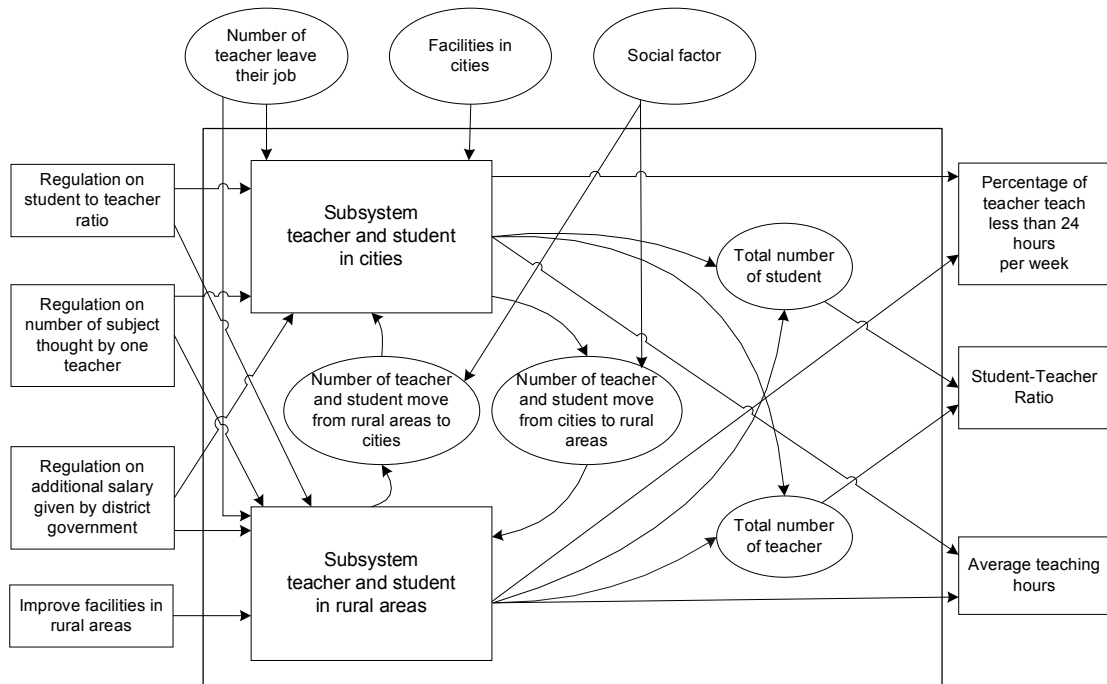 Number of
teacher leave
their job
Facilities in
cities
Social factor
Regulation on
student to teacher
ratio
Regulation on
number of subject
thought by one
teacher
Regulation on
additional salary
given by district
government
Improve facilities in
rural areas
Subsystem
teacher and student
in cities
Number of teacher
and student move
from rural areas to
cities
Number of teacher
and student move
from cities to rural
areas
Subsystem
teacher and student
in rural areas
Total number
of student
Total number
of teacher
Percentage of
teacher teach
less than 24
hours
per week
Student-Teacher
Ratio
Average teaching
hours